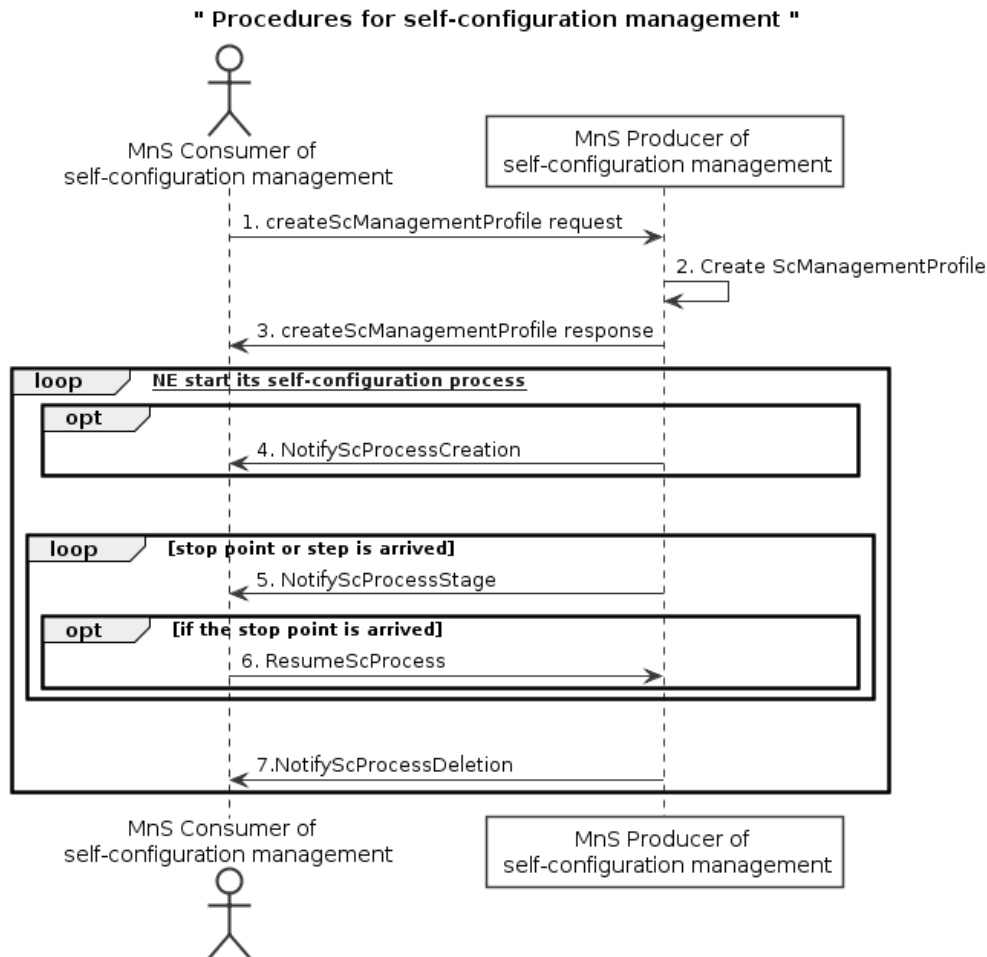 " Procedures for self-configuration management "
MnS Consumer of
self-configuration management
MnS Producer of
self-configuration management
1. createScManagementProfile request
2. Create ScManagementProfile
3. createScManagementProfile response
loop
NE start its self-configuration process
opt
4. NotifyScProcessCreation
loop
[stop point or step is arrived]
5. NotifyScProcessStage
opt
[if the stop point is arrived]
6. ResumeScProcess
7.NotifyScProcessDeletion
MnS Consumer of
self-configuration management
MnS Producer of
self-configuration management